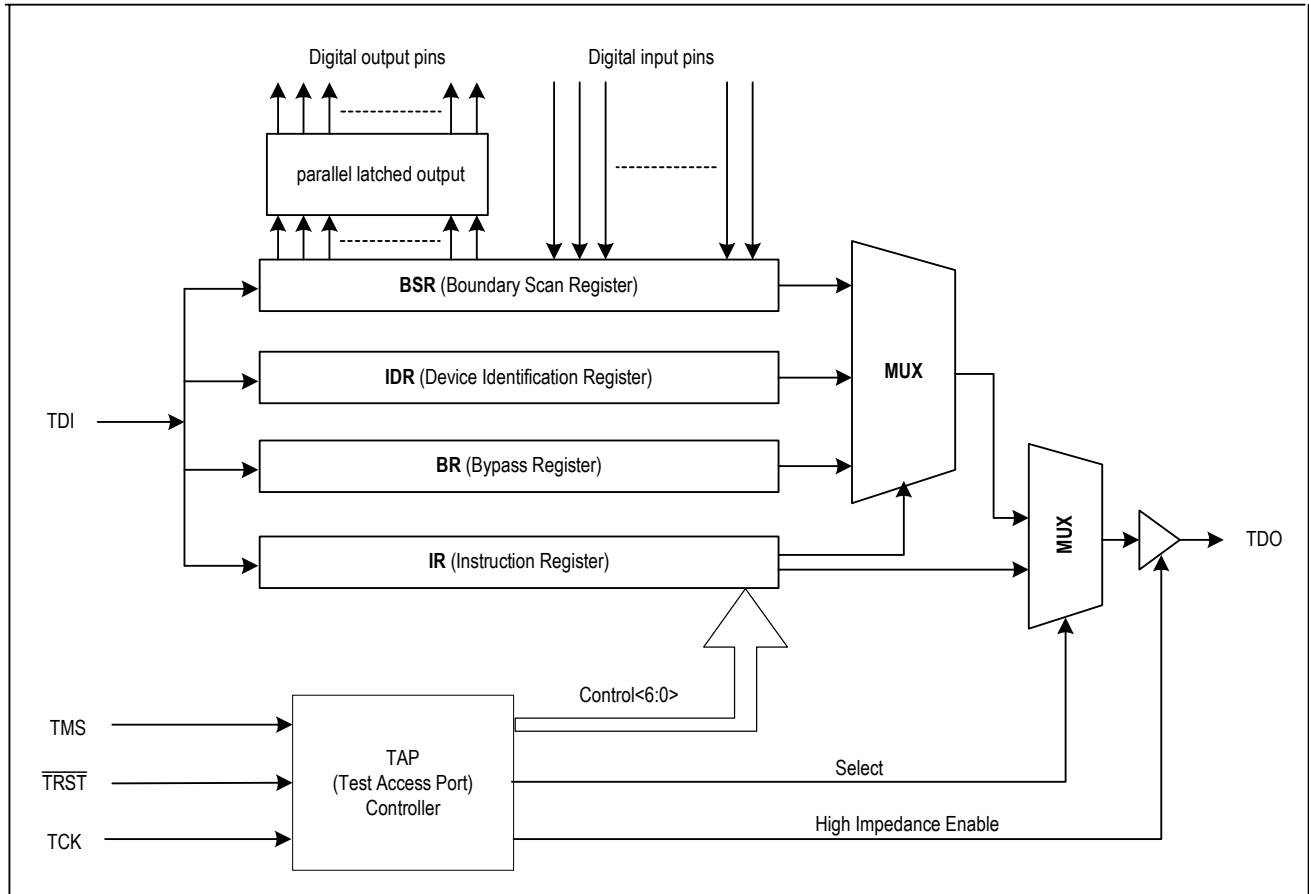 Digital output pins
Digital input pins
parallel latched output
BSR (Boundary Scan Register)
IDR (Device Identification Register)
MUX
TDI
BR (Bypass Register)
MUX
IR (Instruction Register)
TDO
Control<6:0>
TMS
TAP
(Test Access Port)
Controller
TRST
Select
TCK
High Impedance Enable